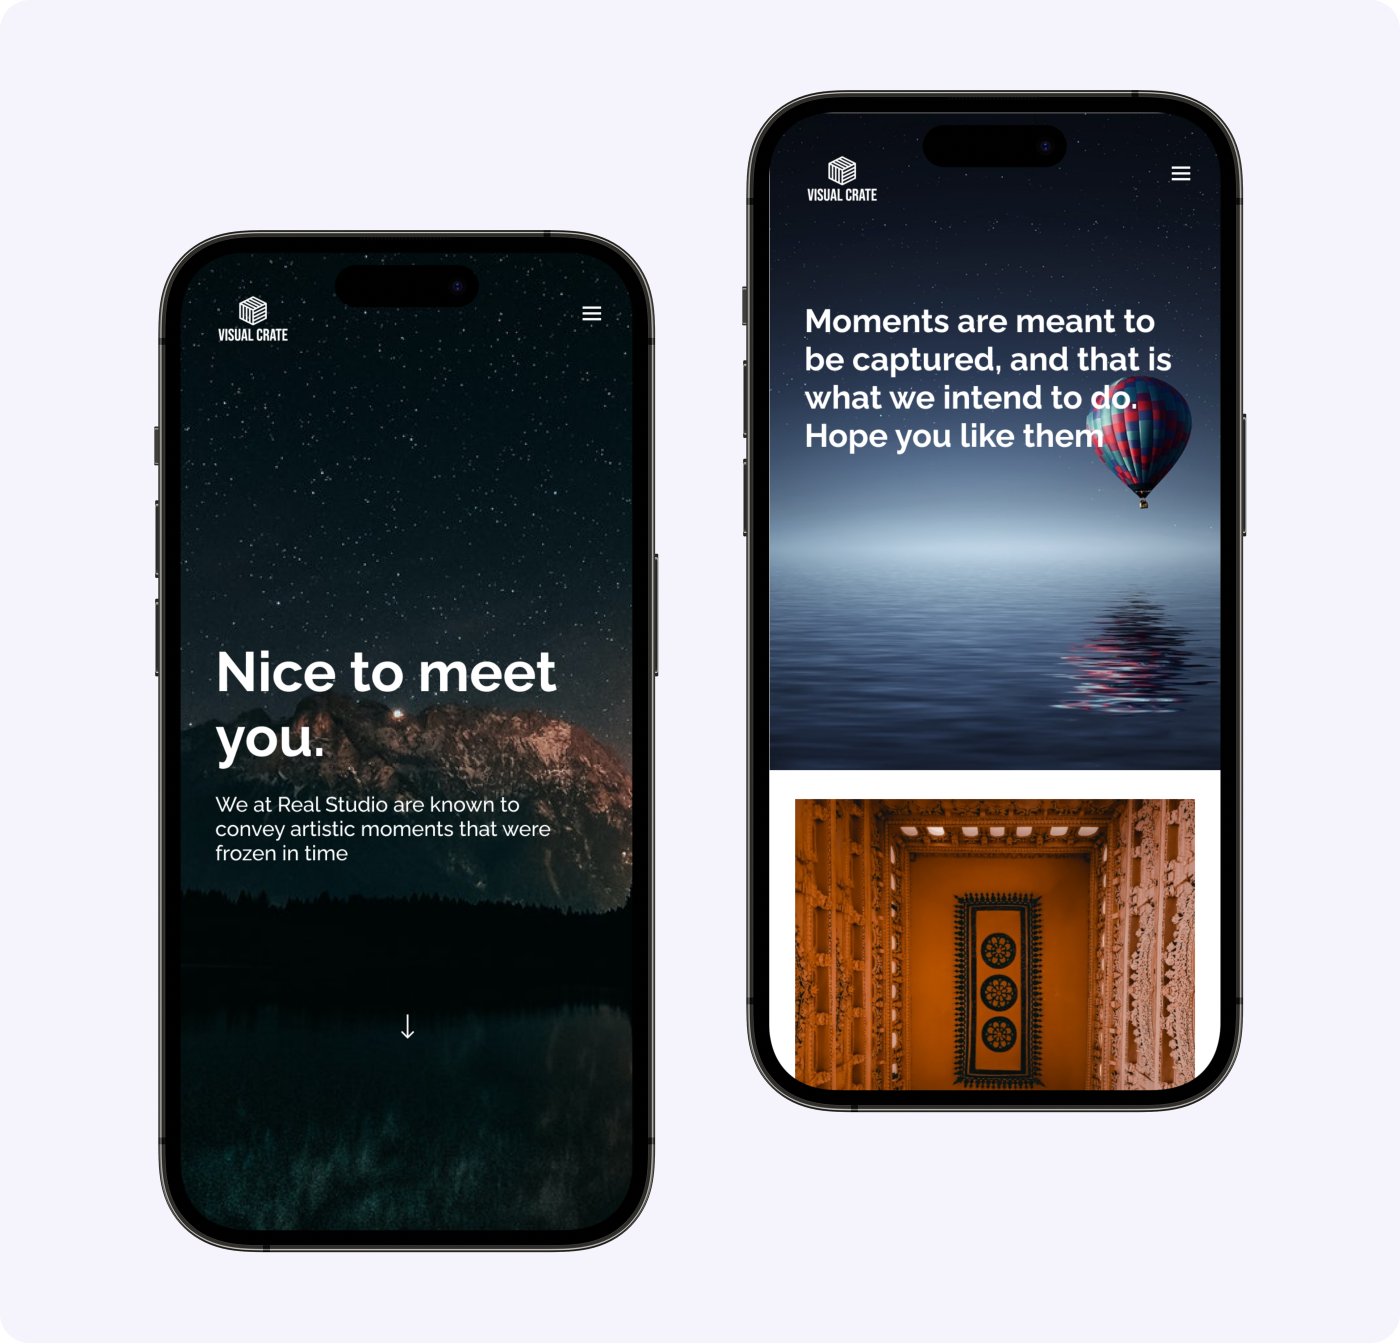 VISUAL CRATE
Nice to meet
you.
We at Real Studio are known to
convey artistic moments that were
frozen in time
VISUAL CRATE
Moments are meant to
be captured, and that is
what we intend to do.
Hope you like them